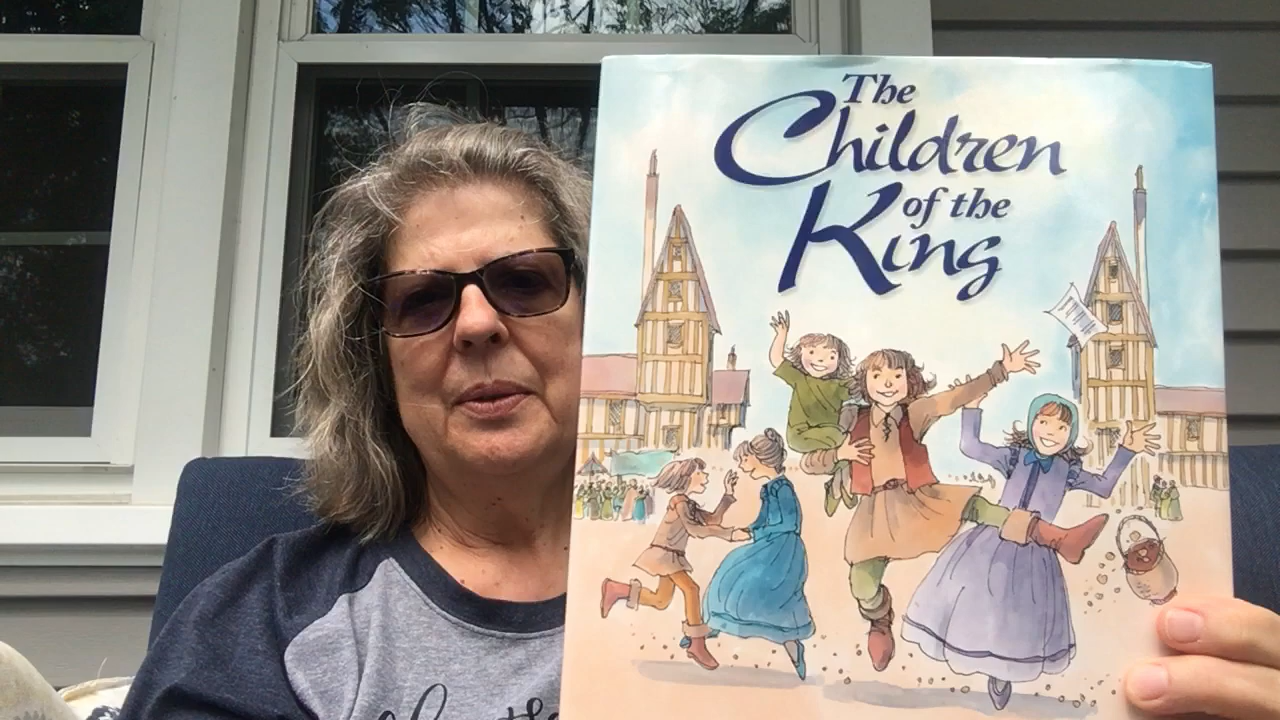 The
Children
of the
King